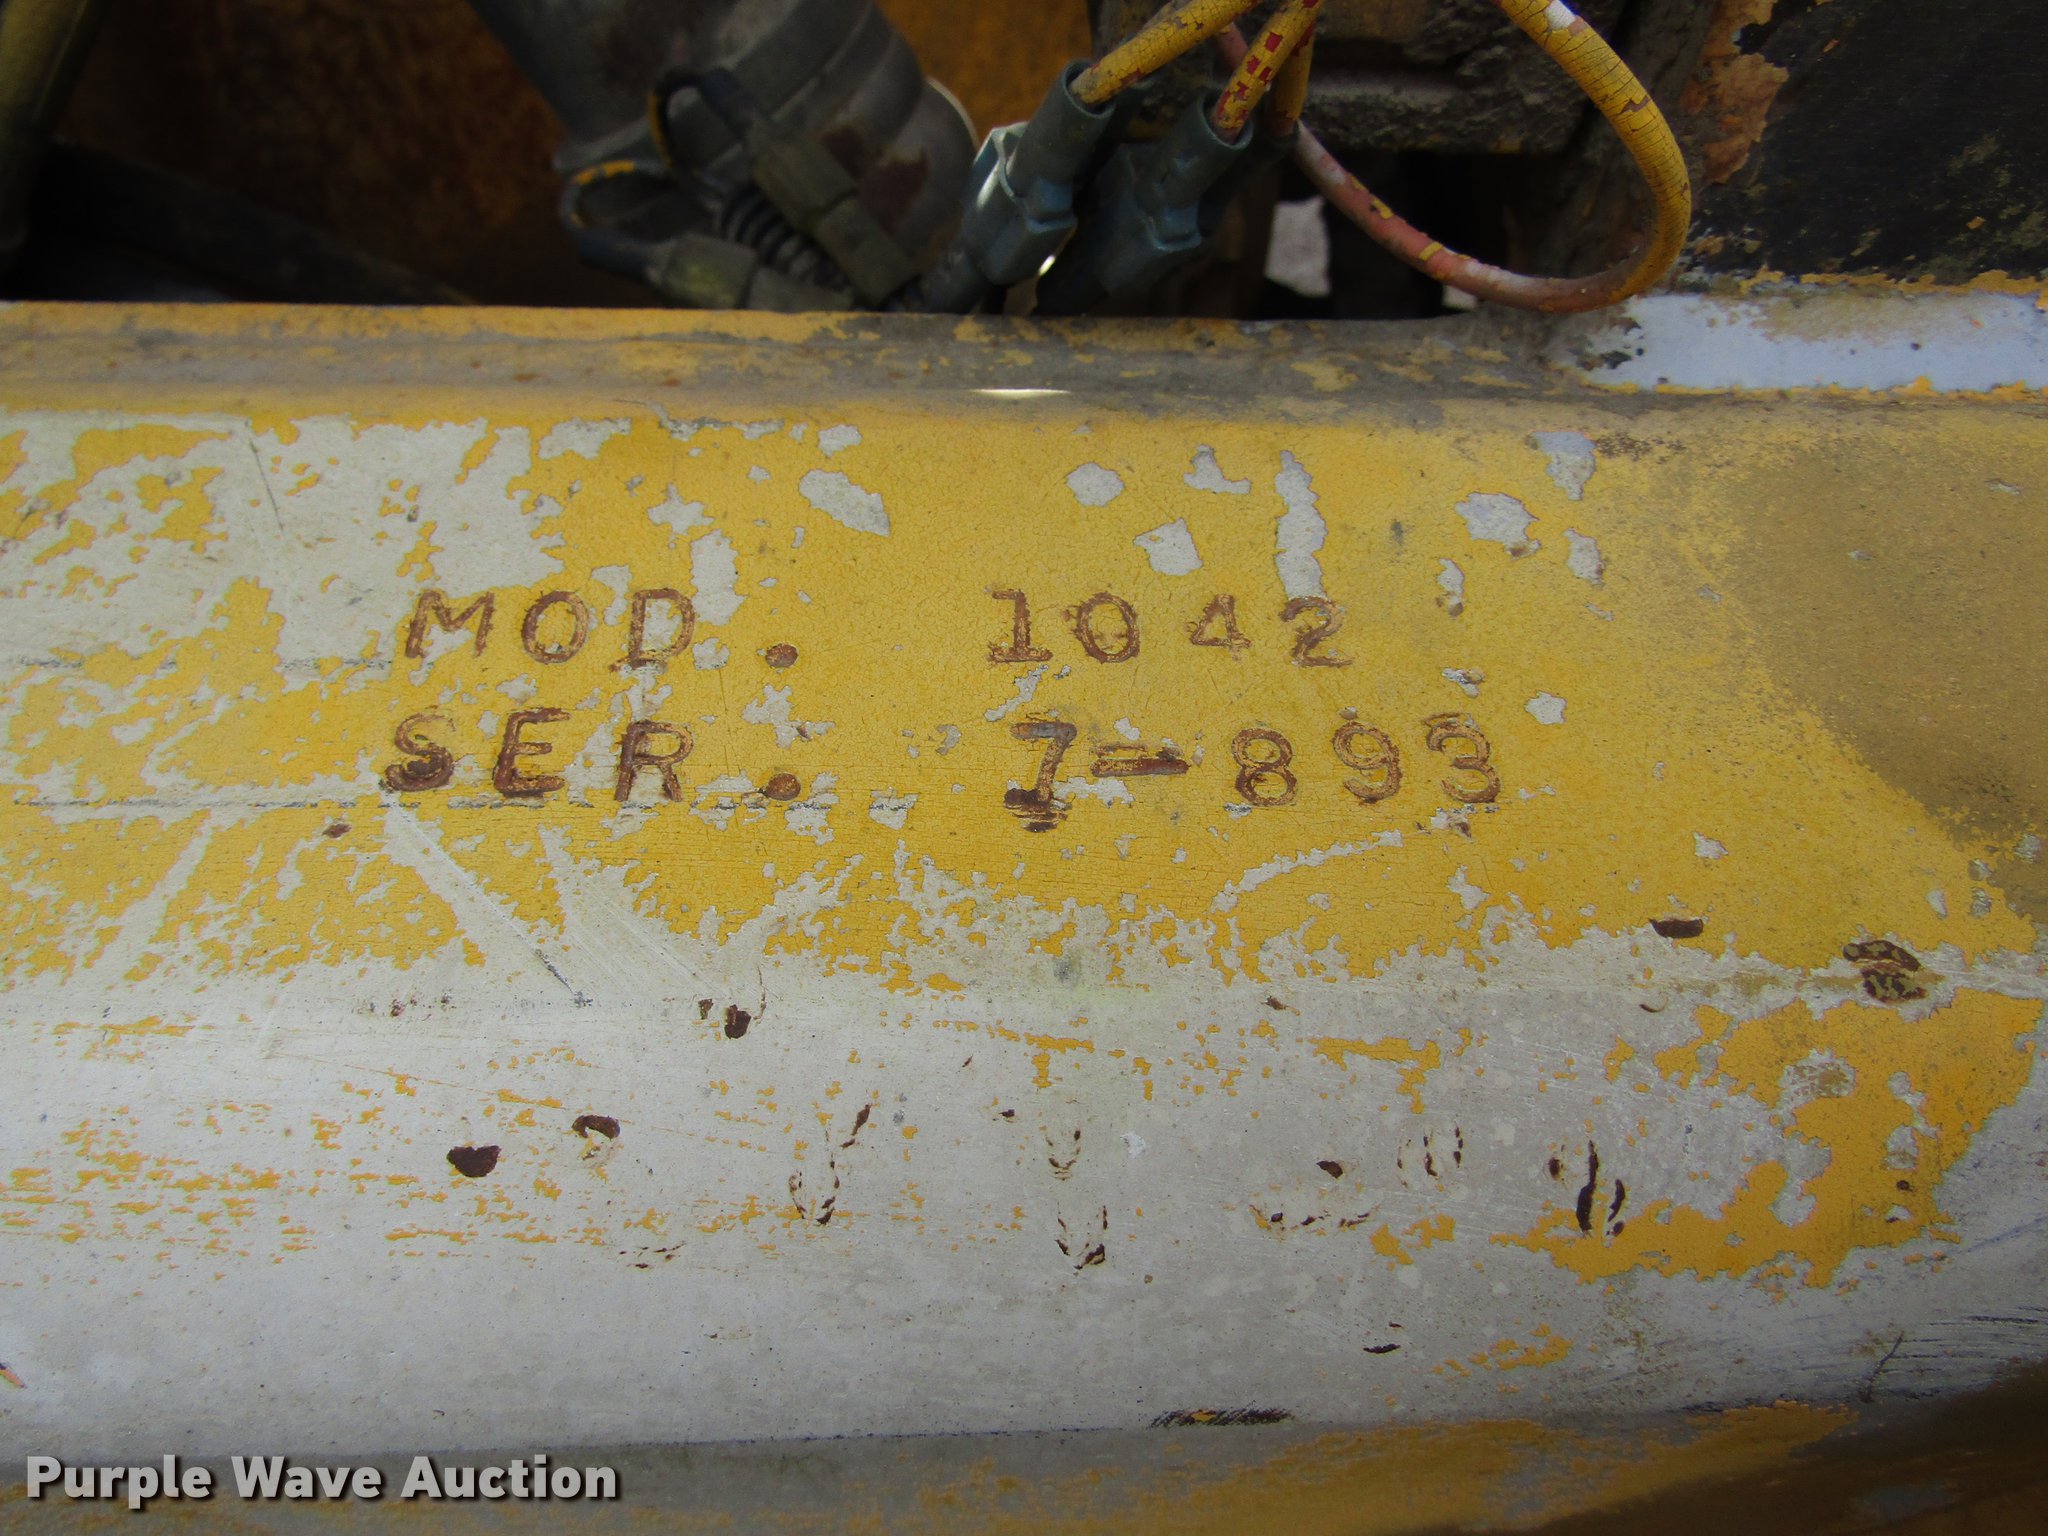 MOD. 1042
SER. 7-893
Purple Wave Auction